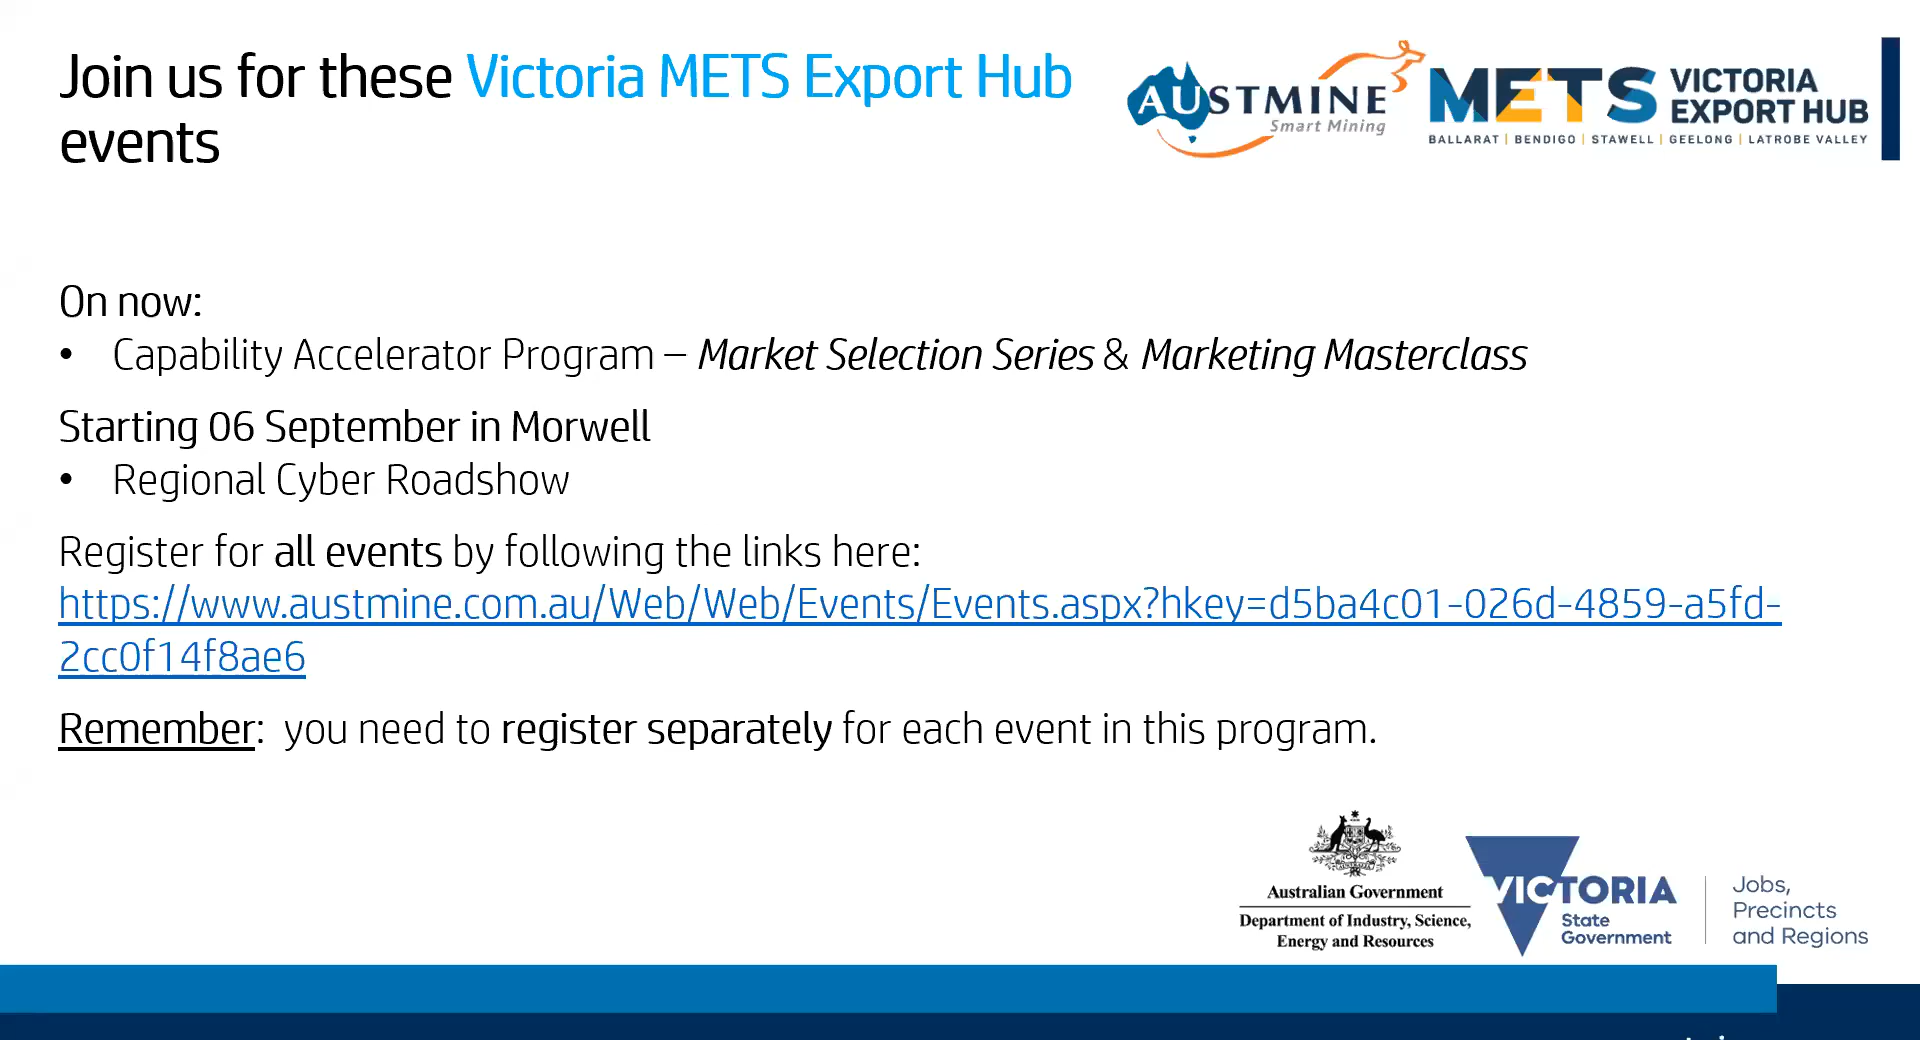 Join us for these Victoria METS Export Hub
events
AUSTMINE
Smart Mining
METS VICTORIA
EXPORT HUB
BALLARAT | BENDIGO | STAWELL | GEELONG | LATROBE VALLEY
On now:
• Capability Accelerator Program – Market Selection Series & Marketing Masterclass
Starting 06 September in Morwell
• Regional Cyber Roadshow
Register for all events by following the links here:
https://www.austmine.com.au/Web/Web/Events/Events.aspx?hkey=d5ba4c01-026d-4859-a5fd-
2cc0f14f8ae6
Remember: you need to register separately for each event in this program.
Australian Government
Department of Industry, Science,
Energy and Resources
VICTORIA
State
Government
Jobs,
Precincts
and Regions